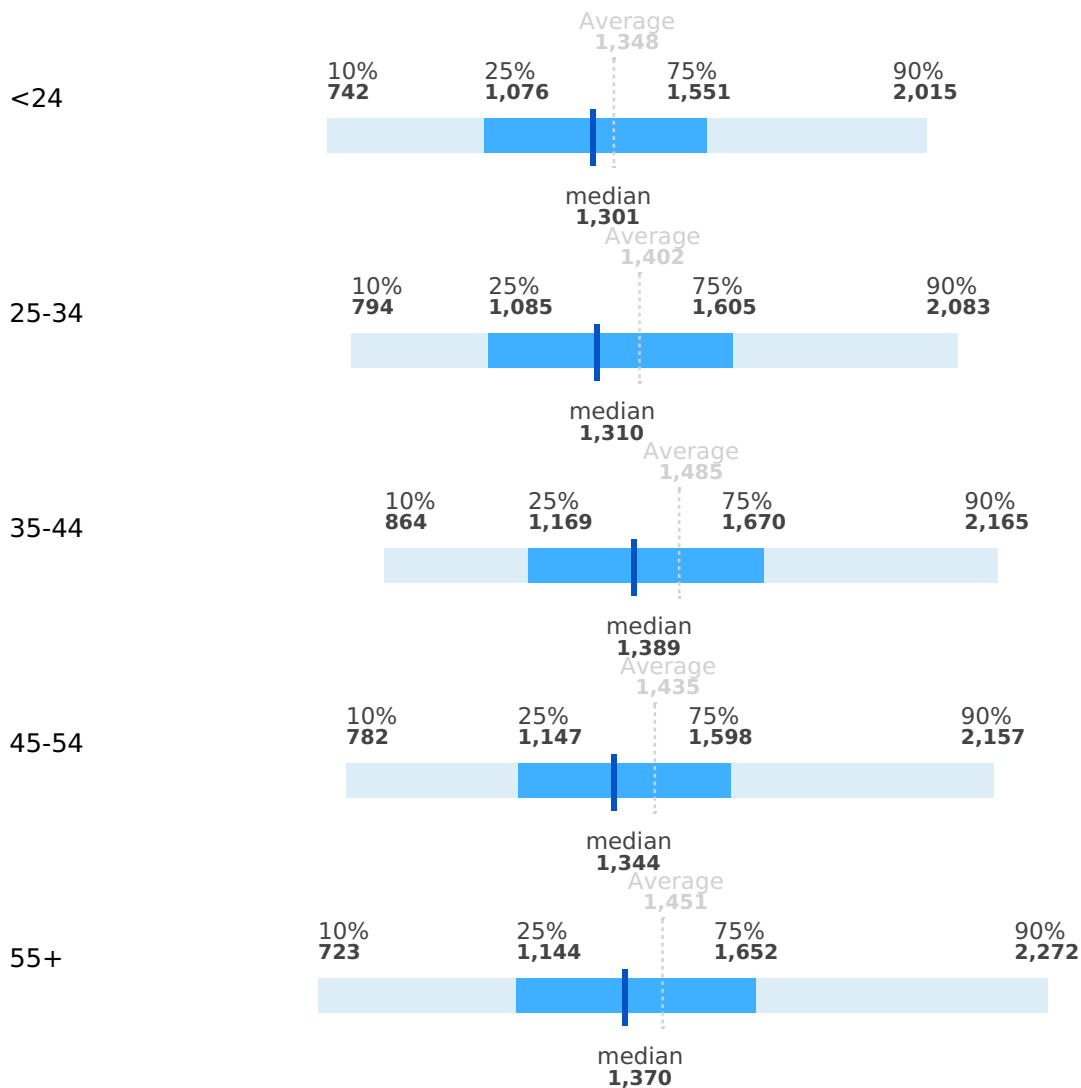 Average
1,348
10% 25% 75% 90%
742 1,076 1,551 2,015
<24
median
1,301
Average
1,402
10% 25% 75% 90%
794 1,085 1,605 2,083
25-34
median
1,310
Average
1,485
10% 25% 75% 90%
864 1,169 1,670 2,165
35-44
median
1,389
Average
1,435
10% 25% 75% 90%
782 1,147 1,598 2,157
45-54
median
1,344
Average
1,451
10% 25% 75% 90%
723 1,144 1,652 2,272
55+
median
1,370